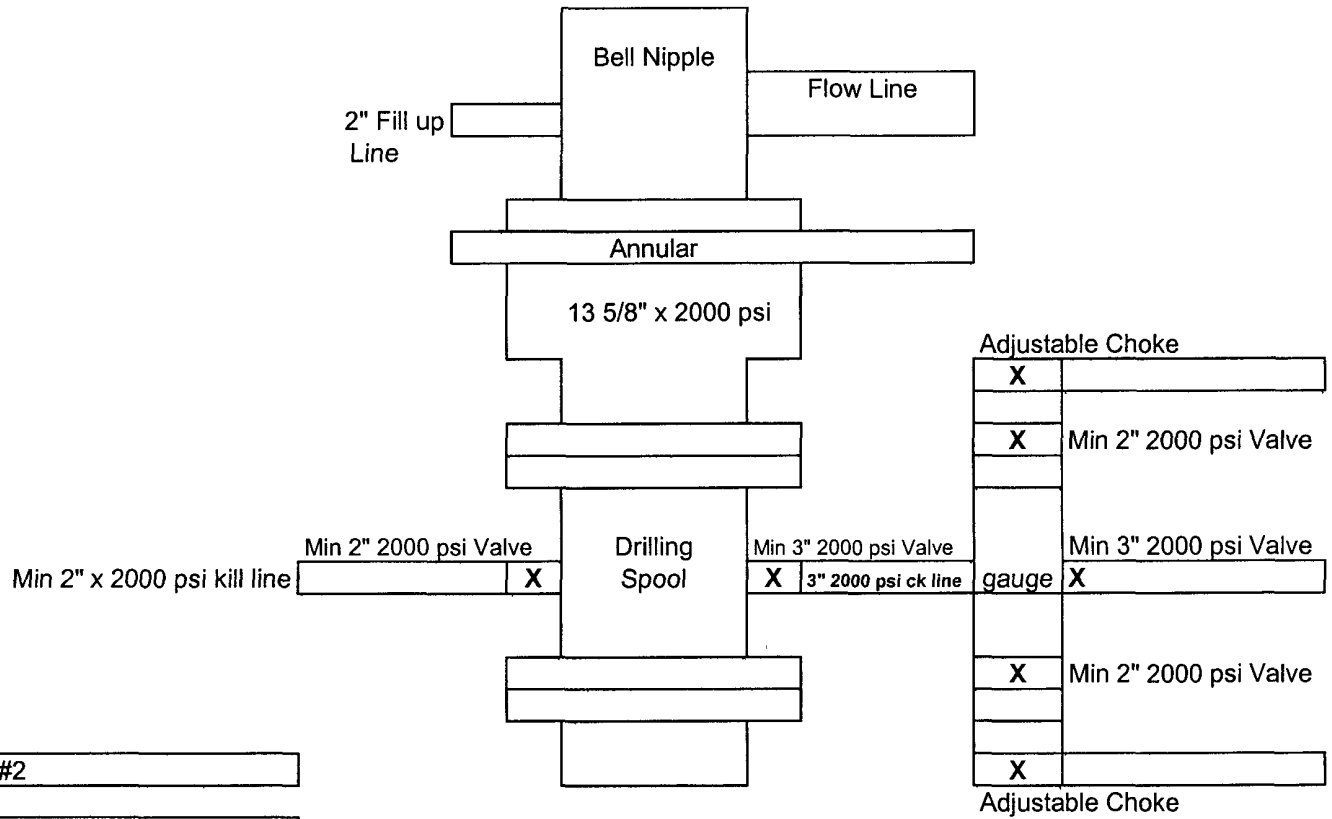 Bell Nipple
Flow Line
2" Fill up
Line
Annular
13 5/8" x 2000 psi
Adjustable Choke
X
X Min 2" 2000 psi Valve
Min 2" 2000 psi Valve
Drilling
Spool
Min 3" 2000 psi Valve
Min 3" 2000 psi Valve
Min 2" x 2000 psi kill line
X
X
3" 2000 psi ck line
gauge
X
X Min 2" 2000 psi Valve
#2
X
Adjustable Choke